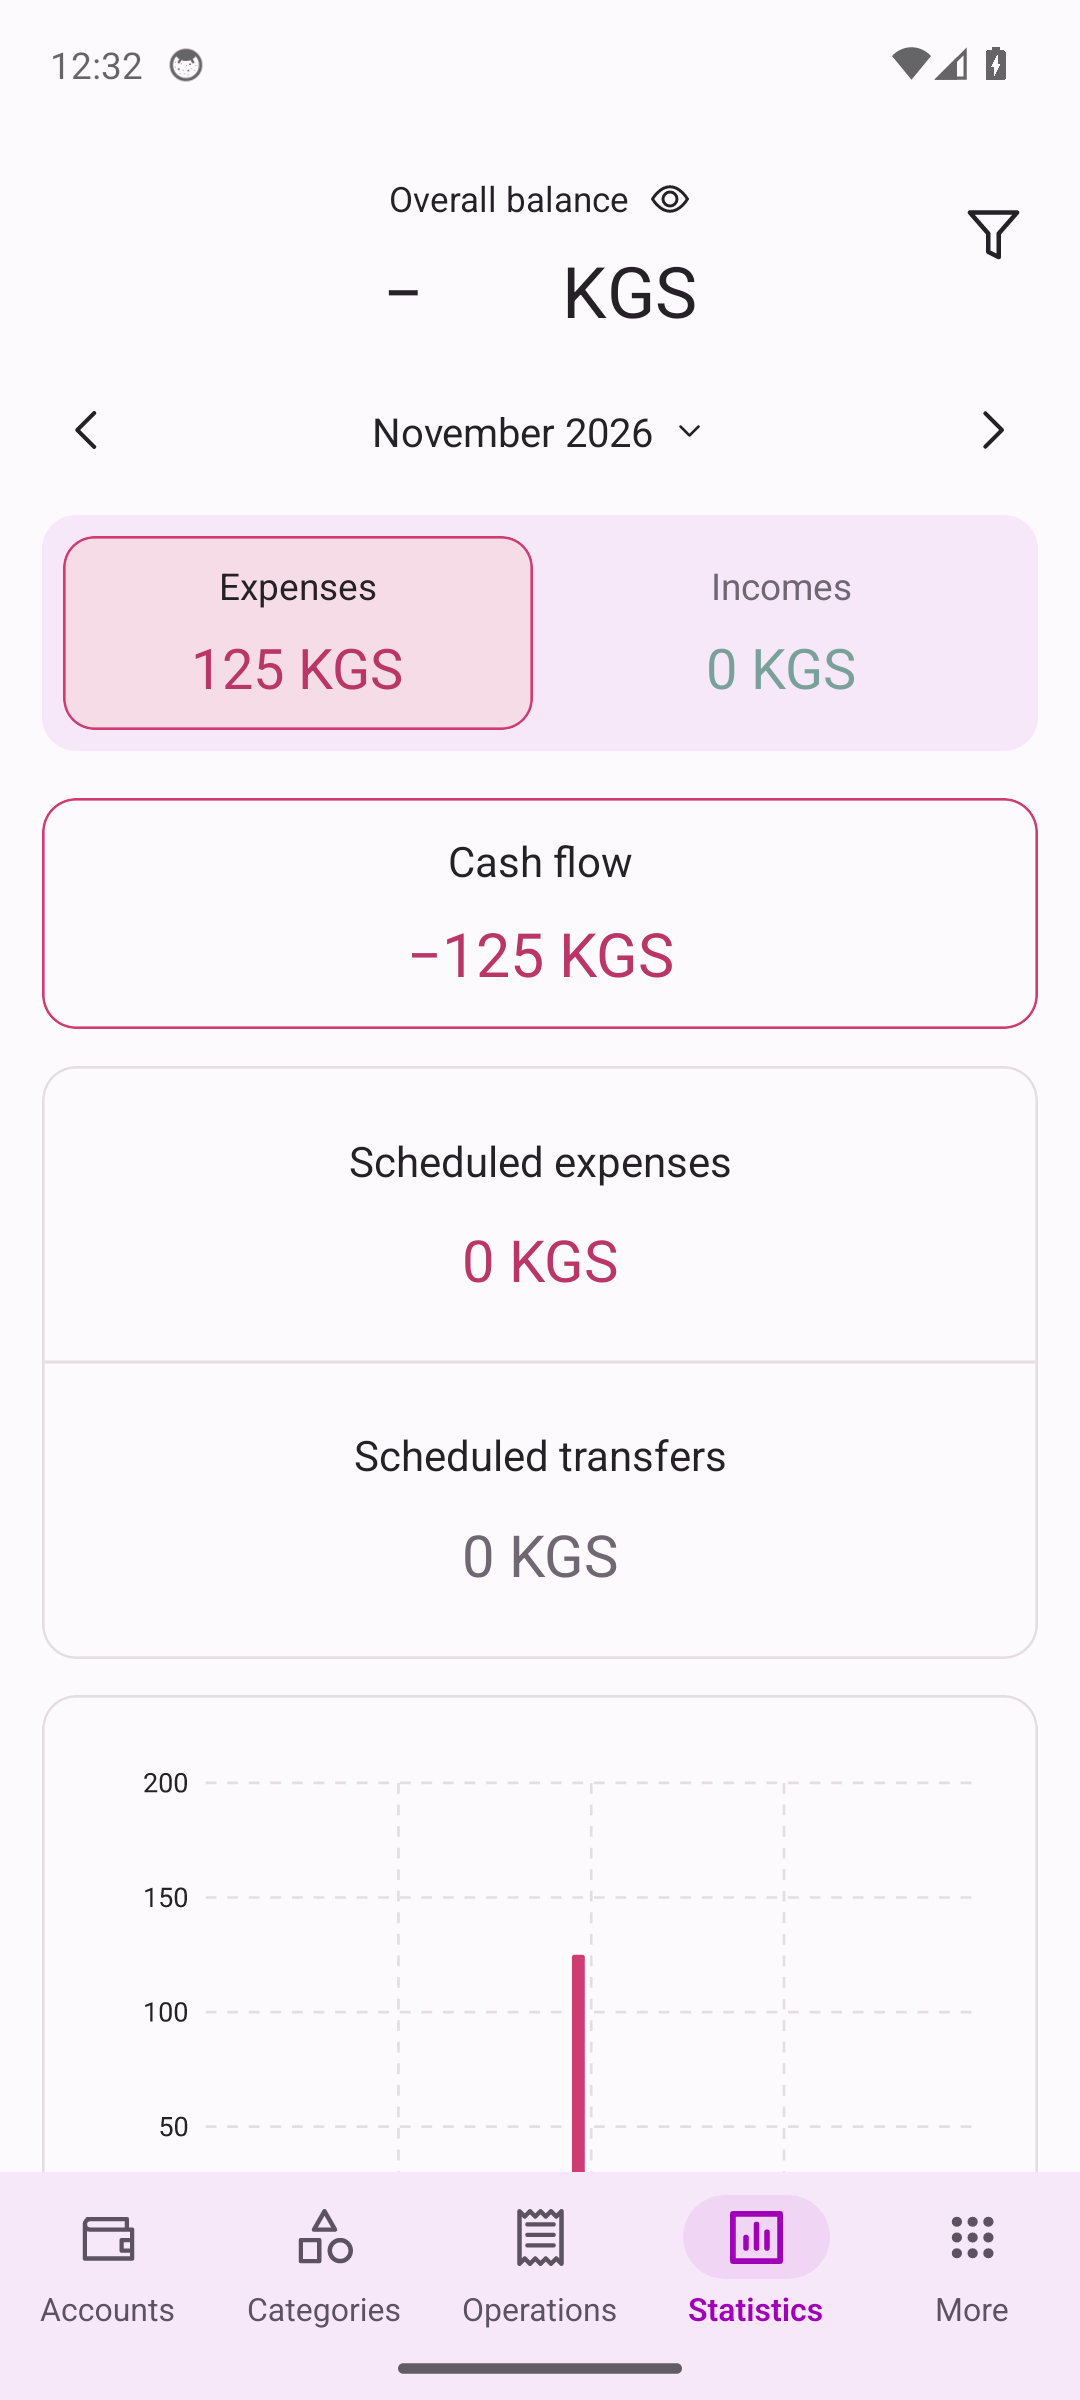 12:32
Overall balance
– KGS
November 2026
Expenses
Incomes
125 KGS
0 KGS
Cash flow
–125 KGS
Scheduled expenses
0 KGS
Scheduled transfers
0 KGS
200
150
100
50
Accounts
Categories
Operations
Statistics
More